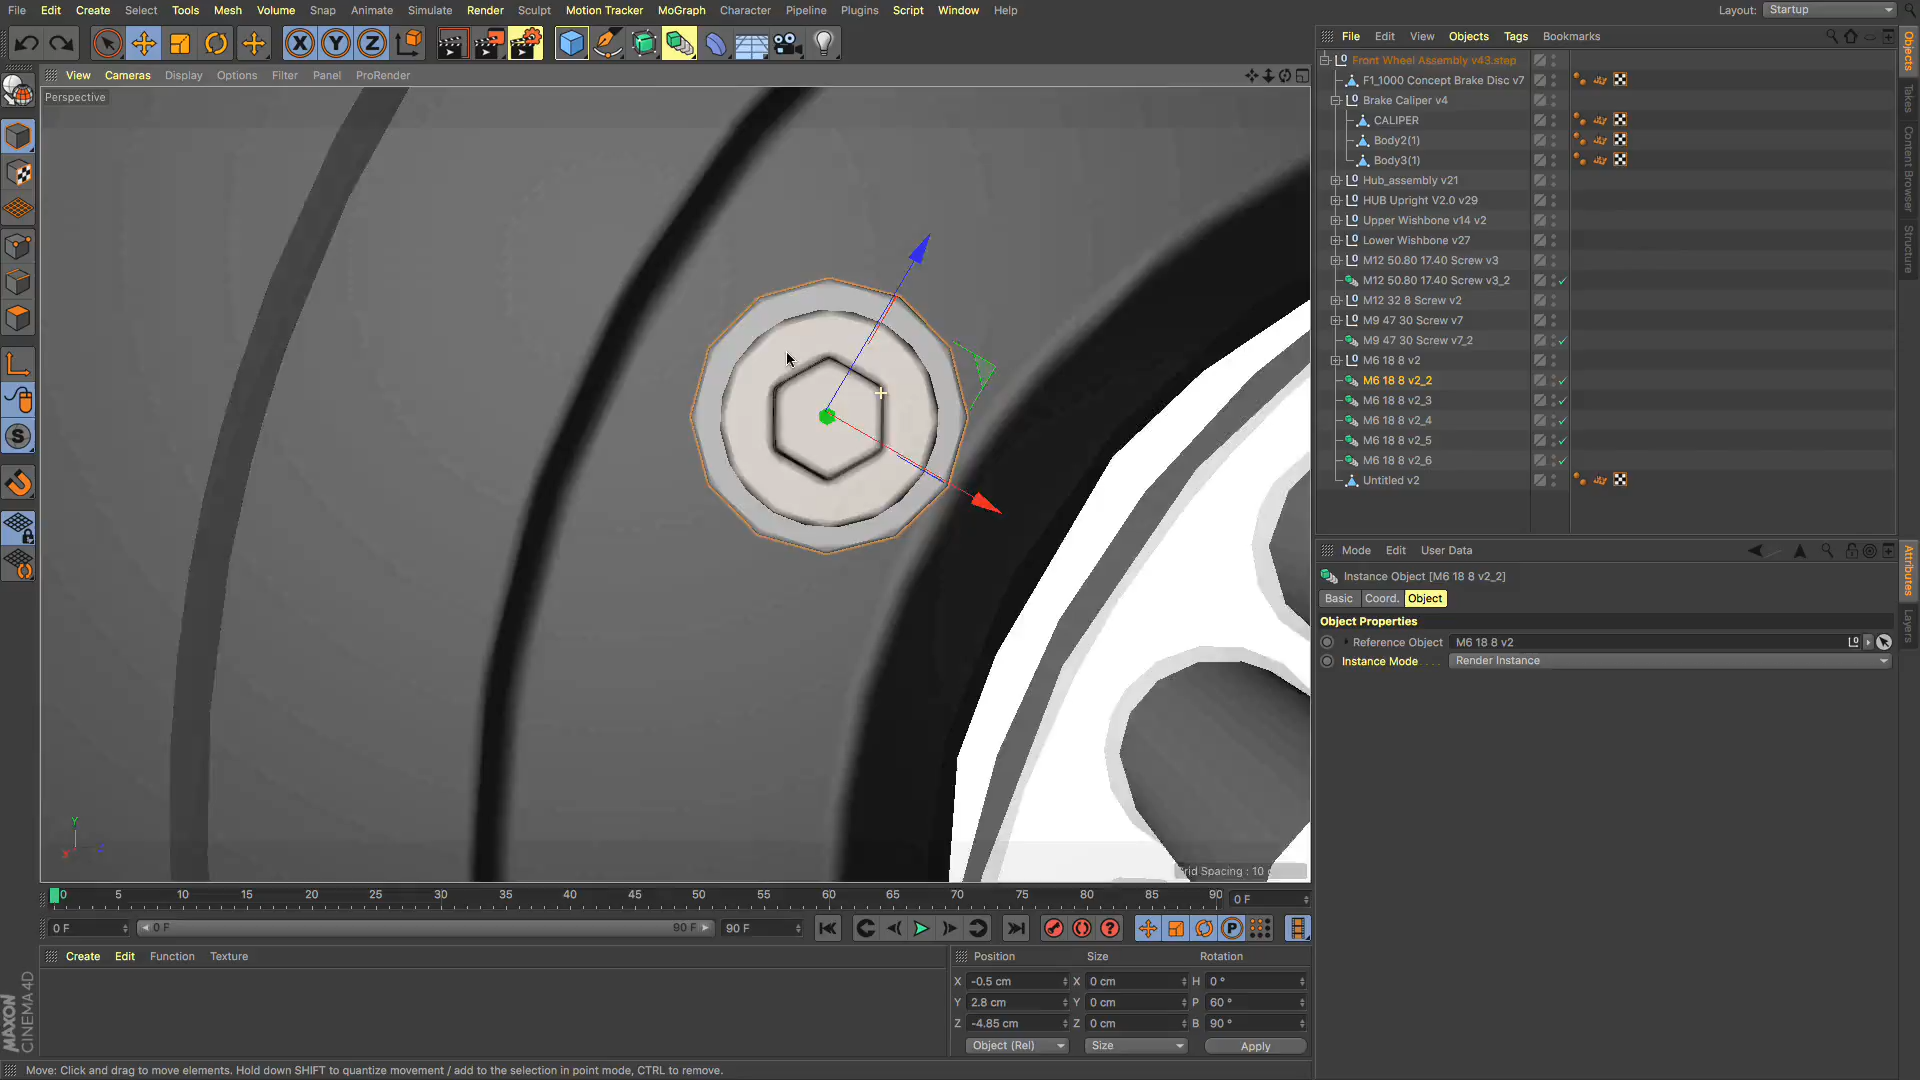 File Edit Create Select Tools Mesh Volume Snap Animate Simulate Render Sculpt Motion Tracker MoGraph Character Pipeline Plugins Script Window Help
Layout: Startup
View Cameras Display Options Filter Panel ProRender
Perspective
File Edit View Objects Tags Bookmarks
Front Wheel Assembly v43.step
F1_1000 Concept Brake Disc v7
Brake Caliper v4
CALIPER
Body2(1)
Body3(1)
Hub_assembly v21
HUB Upright V2.0 v29
Upper Wishbone v14 v2
Lower Wishbone v27
M12 50.80 17.40 Screw v3
M12 50.80 17.40 Screw v3_2
M12 32 8 Screw v2
M9 47 30 Screw v7
M9 47 30 Screw v7_2
M6 18 8 v2
M6 18 8 v2_2
M6 18 8 v2_3
M6 18 8 v2_4
M6 18 8 v2_5
M6 18 8 v2_6
Untitled v2
Objects
Takes
Content Browser
Structure
Mode Edit User Data
Instance Object [M6 18 8 v2_2]
Basic Coord. Object
Object Properties
Reference Object M6 18 8 v2
Instance Mode Render Instance
Attributes
Layers
Y
X
Z
Grid Spacing : 10
0 5 10 15 20 25 30 35 40 45 50 55 60 65 70 75 80 85 90
0 F
0 F 0 F 90 F 90 F
Create Edit Function Texture
Position Size Rotation
X -0.5 cm X 0 cm H 0 °
Y 2.8 cm Y 0 cm P 60 °
Z -4.85 cm Z 0 cm B 90 °
Object (Rel) Size Apply
MAXON
CINEMA 4D
Move: Click and drag to move elements. Hold down SHIFT to quantize movement / add to the selection in point mode, CTRL to remove.